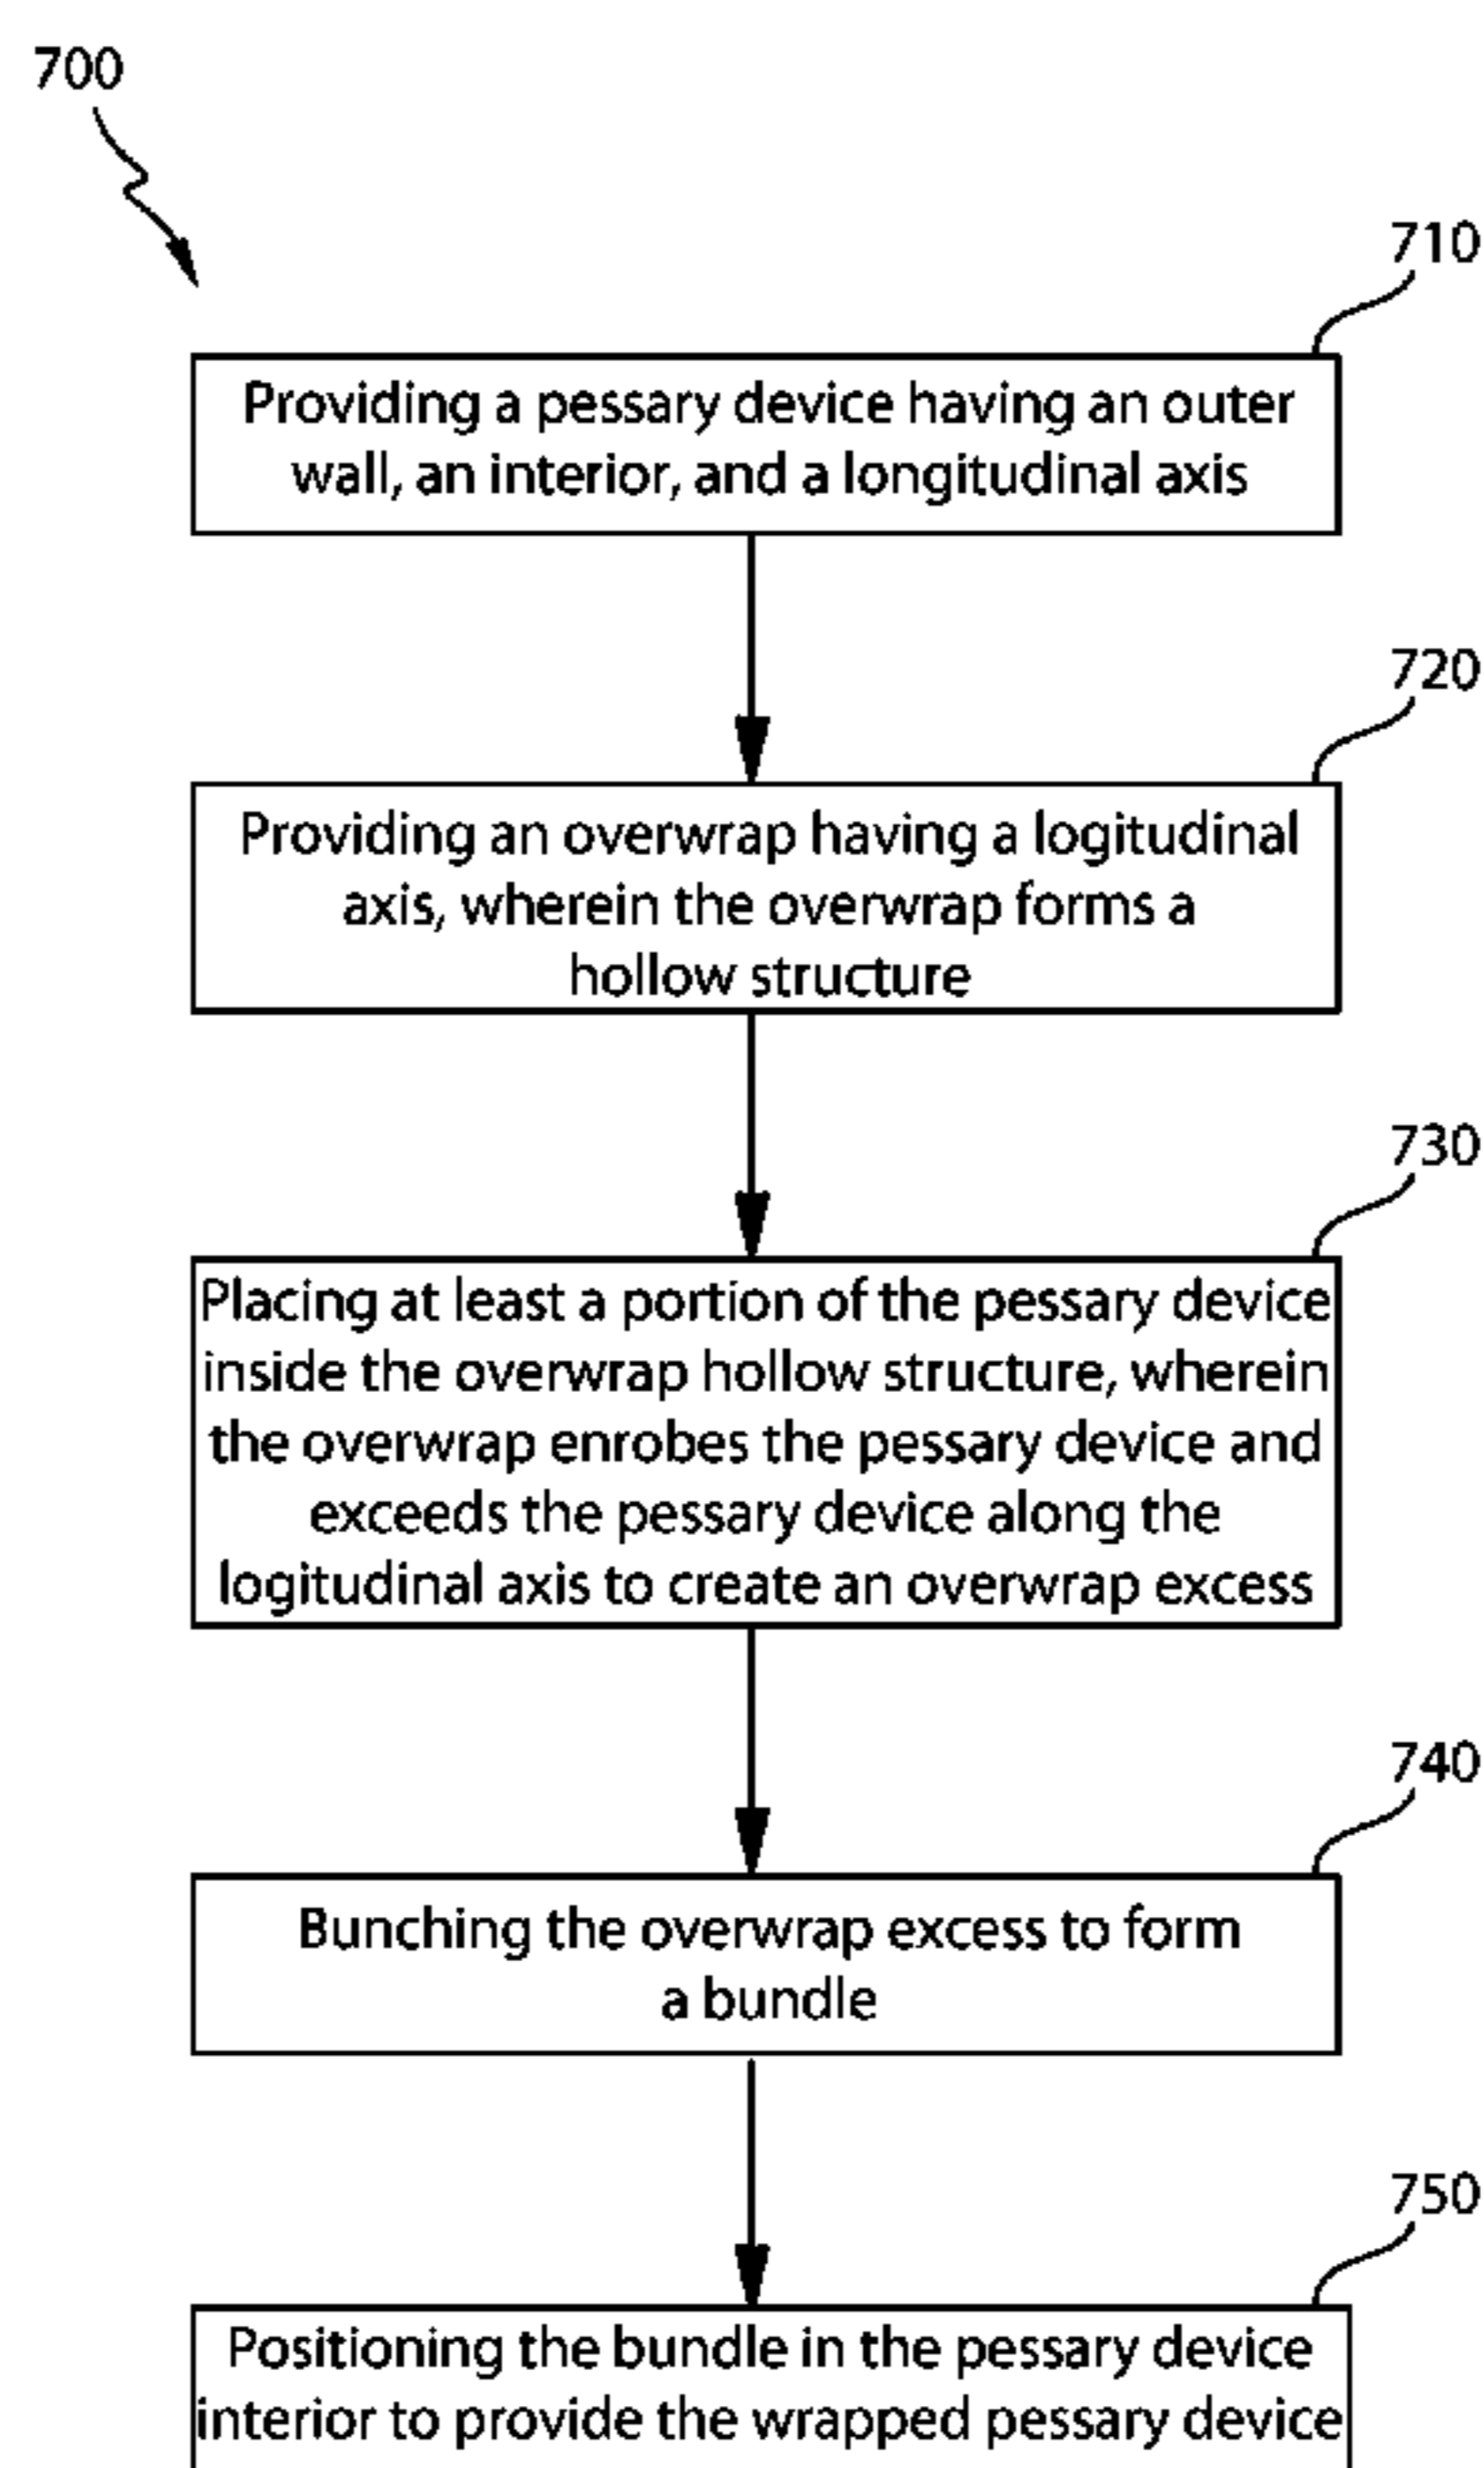 700
710
Providing a pessary device having an outer
wall, an interior, and a longitudinal axis
720
Providing an overwrap having a logitudinal
axis, wherein the overwrap forms a
hollow structure
730
Placing at least a portion of the pessary device
inside the overwrap hollow structure, wherein
the overwrap enrobes the pessary device and
exceeds the pessary device along the
logitudinal axis to create an overwrap excess
740
Bunching the overwrap excess to form
a bundle
750
Positioning the bundle in the pessary device
interior to provide the wrapped pessary device